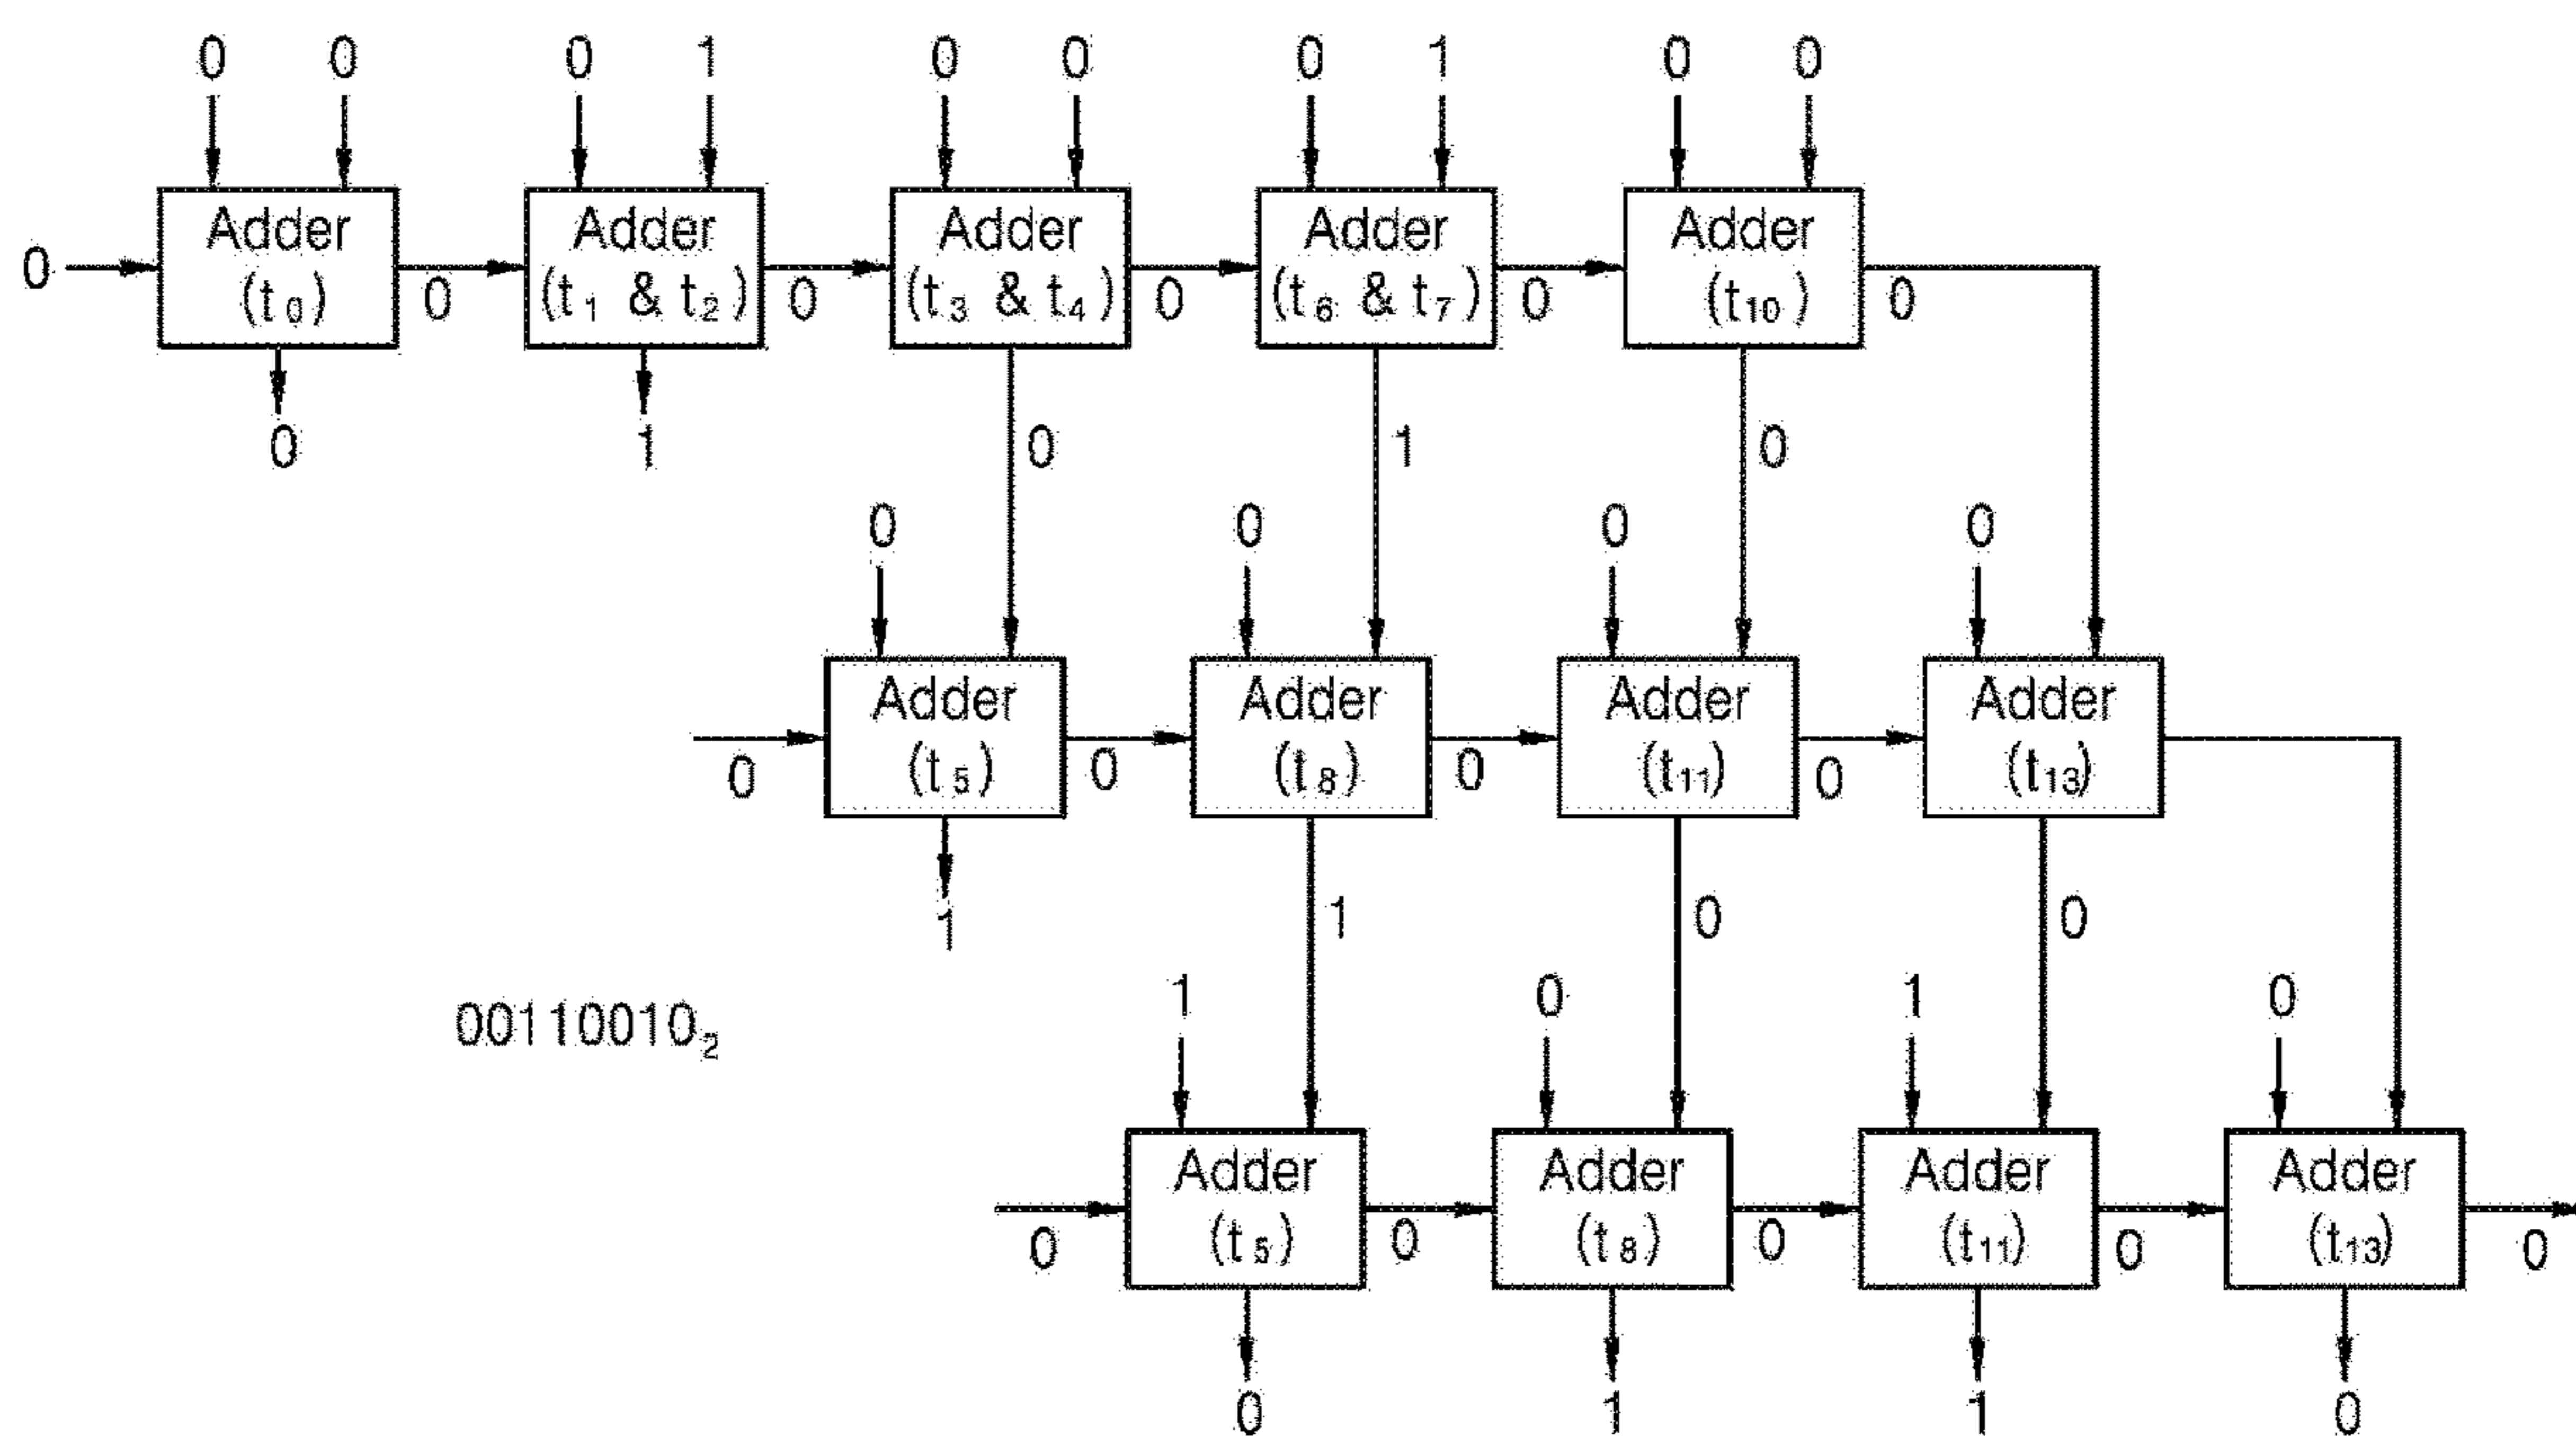 0 0 0 1 0 0 0 1 0 0
Adder Adder Adder Adder Adder
0 (t₀) 0 (t₁ & t₂) 0 (t₃ & t₄) 0 (t₆ & t₇) 0 (t₁₀) 0
0 1 0 1 0
0 0 0 0
Adder Adder Adder Adder
0 (t₅) 0 (t₈) 0 (t₁₁) 0 (t₁₃)
1 1 0 0
1 0 1 0
00110010₂
Adder Adder Adder Adder
0 (t₅) 0 (t₈) 0 (t₁₁) 0 (t₁₃) 0
0 1 1 0